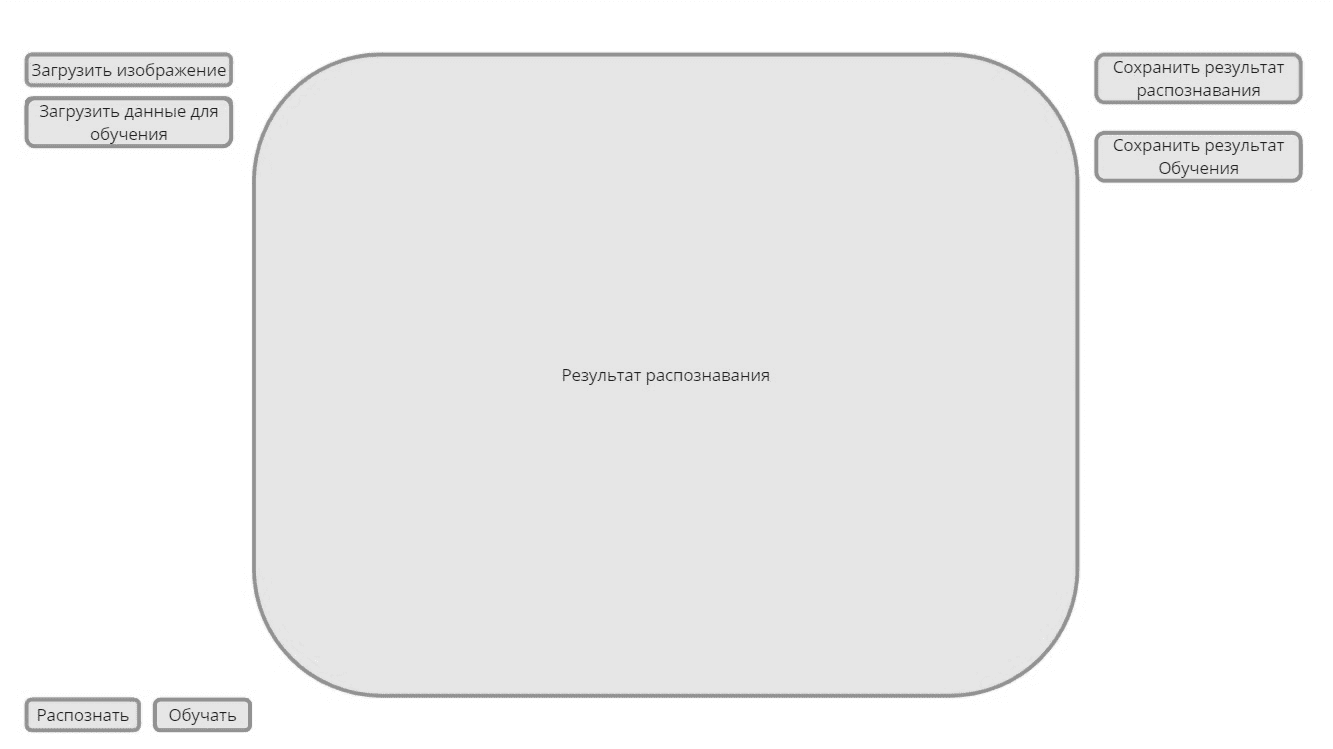 Загрузить изображение
Загрузить данные для
обучения
Сохранить результат
распознавания
Сохранить результат
Обучения
Результат распознавания
Распознать
Обучать